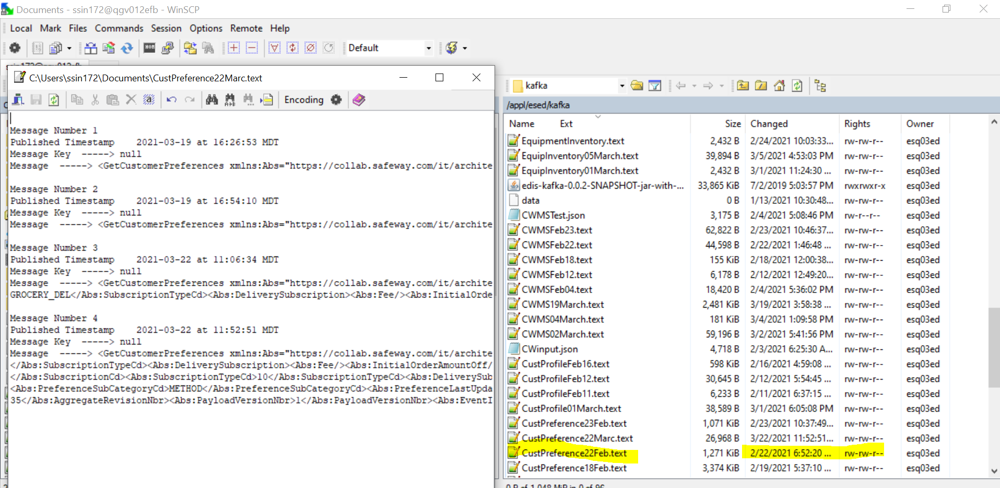 Documents - ssin172@qgv012efb - WinSCP
Local Mark Files Commands Session Options Remote Help
Default
C:\Users\ssin172\Documents\CustPreference22Marc.text
Encoding
Message Number 1
Published Timestamp 2021-03-19 at 16:26:53 MDT
Message Key -----> null
Message -----> <GetCustomerPreferences xmlns:Abs="https://collab.safeway.com/it/archite
Message Number 2
Published Timestamp 2021-03-19 at 16:54:10 MDT
Message Key -----> null
Message -----> <GetCustomerPreferences xmlns:Abs="https://collab.safeway.com/it/archite
Message Number 3
Published Timestamp 2021-03-22 at 11:06:34 MDT
Message Key -----> null
Message -----> <GetCustomerPreferences xmlns:Abs="https://collab.safeway.com/it/archite
GROCERY_DEL</Abs:SubscriptionTypeCd><Abs:DeliverySubscription><Abs:Fee/><Abs:InitialOrde
Message Number 4
Published Timestamp 2021-03-22 at 11:52:51 MDT
Message Key -----> null
Message -----> <GetCustomerPreferences xmlns:Abs="https://collab.safeway.com/it/archite
</Abs:SubscriptionTypeCd><Abs:DeliverySubscription><Abs:Fee/><Abs:InitialOrderAmountOff/
</Abs:SubscriptionCd><Abs:SubscriptionTypeCd>10</Abs:SubscriptionTypeCd><Abs:DeliverySub
<Abs:PreferenceSubCategoryCd>METHOD</Abs:PreferenceSubCategoryCd><Abs:PreferenceLastUpda
35</Abs:AggregateRevisionNbr><Abs:PayloadVersionNbr>1</Abs:PayloadVersionNbr><Abs:EventI
kafka
/appl/esed/kafka
Name Ext Size Changed Rights Owner
EquipmentInventory.text 2,432 B 2/24/2021 10:03:33... rw-rw-r-- esq03ed
EquipInventory05March.text 39,894 B 3/5/2021 4:53:03 PM rw-rw-r-- esq03ed
EquipInventory01March.text 2,432 B 3/1/2021 11:24:30 ... rw-rw-r-- esq03ed
edis-kafka-0.0.2-SNAPSHOT-jar-with-... 33,865 KiB 7/2/2019 5:03:57 PM rwxrwxr-x esq03ed
data 0 B 1/13/2021 10:30:48... rw-rw-r-- esq03ed
CWMSTest.json 3,175 B 2/4/2021 5:08:46 PM rw-r--r-- esq03ed
CWMSFeb23.text 62,822 B 2/23/2021 10:46:37... rw-rw-r-- esq03ed
CWMSFeb22.text 44,598 B 2/22/2021 1:46:48 ... rw-rw-r-- esq03ed
CWMSFeb18.text 155 KiB 2/18/2021 12:00:38... rw-rw-r-- esq03ed
CWMSFeb12.text 6,178 B 2/12/2021 12:49:20... rw-rw-r-- esq03ed
CWMSFeb04.text 18,420 B 2/4/2021 5:36:02 PM rw-rw-r-- esq03ed
CWMS19March.text 2,481 KiB 3/19/2021 3:58:38 ... rw-rw-r-- esq03ed
CWMS04March.text 181 KiB 3/4/2021 1:09:58 PM rw-rw-r-- esq03ed
CWMS02March.text 59,196 B 3/2/2021 5:41:56 PM rw-rw-r-- esq03ed
CWinput.json 4,718 B 2/3/2021 6:25:30 A... rw-rw-r-- esq03ed
CustProfileFeb16.text 598 KiB 2/16/2021 4:59:08 ... rw-rw-r-- esq03ed
CustProfileFeb12.text 30,645 B 2/12/2021 5:54:45 ... rw-rw-r-- esq03ed
CustProfileFeb11.text 6,233 B 2/11/2021 6:37:15 ... rw-rw-r-- esq03ed
CustProfile01March.text 38,589 B 3/1/2021 6:05:08 PM rw-rw-r-- esq03ed
CustPreference23Feb.text 1,071 KiB 2/23/2021 10:37:49... rw-rw-r-- esq03ed
CustPreference22Marc.text 26,968 B 3/22/2021 11:52:51... rw-rw-r-- esq03ed
CustPreference22Feb.text 1,271 KiB 2/22/2021 6:52:20 ... rw-rw-r-- esq03ed
CustPreference18Feb.text 3,374 KiB 2/19/2021 5:37:10 ... rw-rw-r-- esq03ed